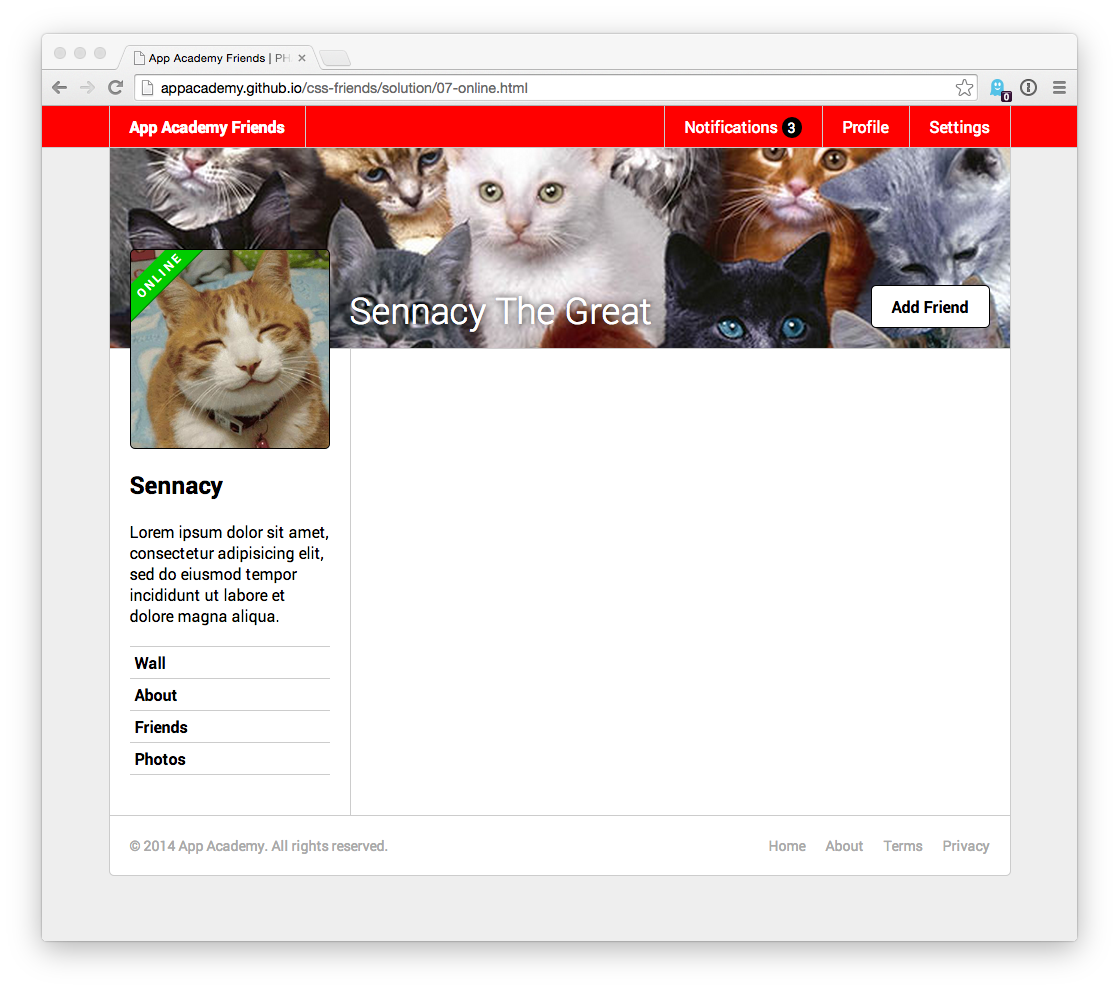 App Academy Friends | PH
appacademy.github.io/css-friends/solution/07-online.html
0
App Academy Friends
Notifications 3
Profile
Settings
ONLINE
Sennacy The Great
Add Friend
Sennacy
Lorem ipsum dolor sit amet,
consectetur adipisicing elit,
sed do eiusmod tempor
incididunt ut labore et
dolore magna aliqua.
Wall
About
Friends
Photos
© 2014 App Academy. All rights reserved.
Home
About
Terms
Privacy